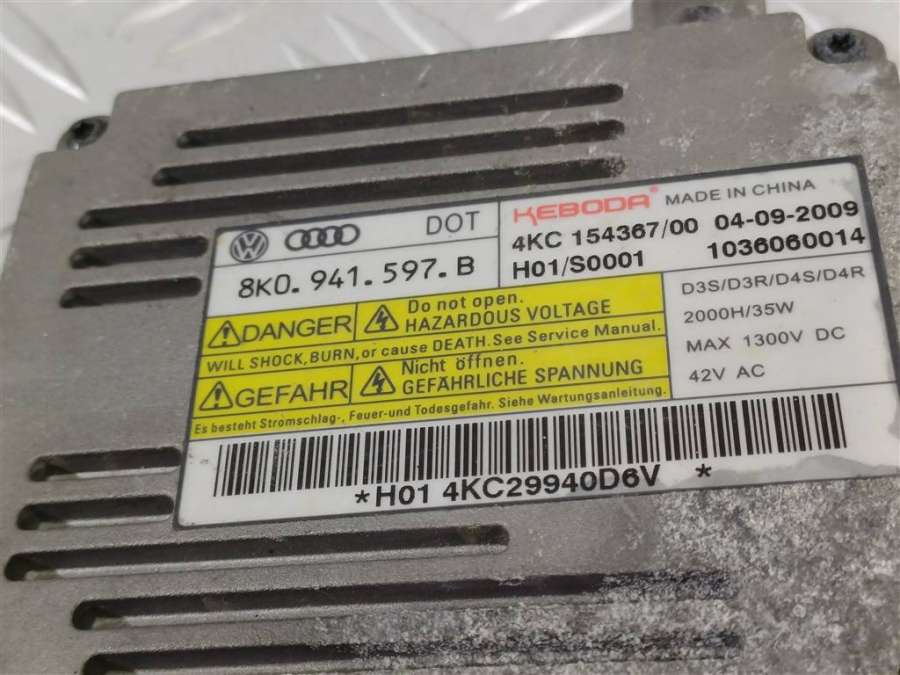 DOT
8K0.941.597.B
KEBODA® MADE IN CHINA
4KC 154367/00 04-09-2009
H01/S0001 1036060014
DANGER
Do not open.
HAZARDOUS VOLTAGE
WILL SHOCK,BURN,or cause DEATH.See Service Manual.
GEFAHR
Nicht öffnen.
GEFÄHRLICHE SPANNUNG
Es besteht Stromschlag-, Feuer-und Todesgefahr. Siehe Wartungsanleitung.
D3S/D3R/D4S/D4R
2000H/35W
MAX 1300V DC
42V AC
*H01 4KC29940D6V *